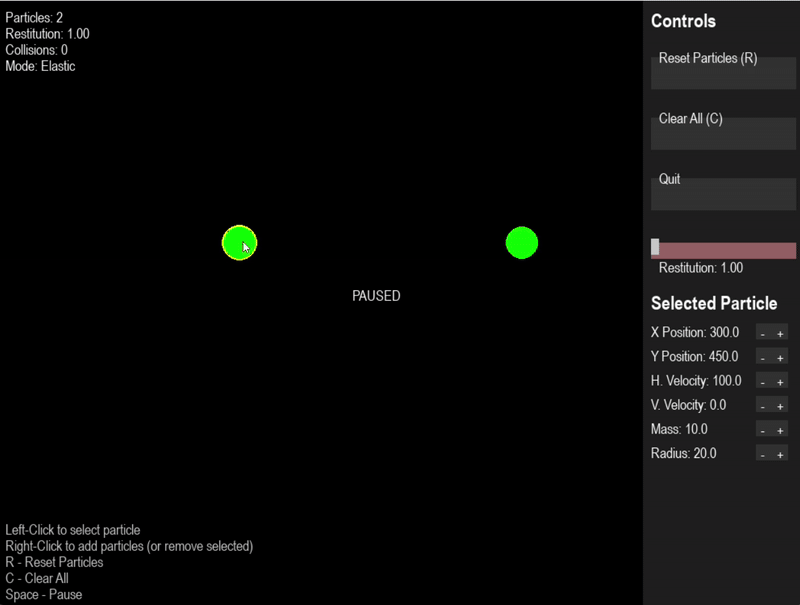 Particles: 2
Restitution: 1.00
Collisions: 0
Mode: Elastic
PAUSED
Left-Click to select particle
Right-Click to add particles (or remove selected)
R - Reset Particles
C - Clear All
Space - Pause
Controls
Reset Particles (R)
Clear All (C)
Quit
Restitution: 1.00
Selected Particle
X Position: 300.0 - +
Y Position: 450.0 - +
H. Velocity: 100.0 - +
V. Velocity: 0.0 - +
Mass: 10.0 - +
Radius: 20.0 - +